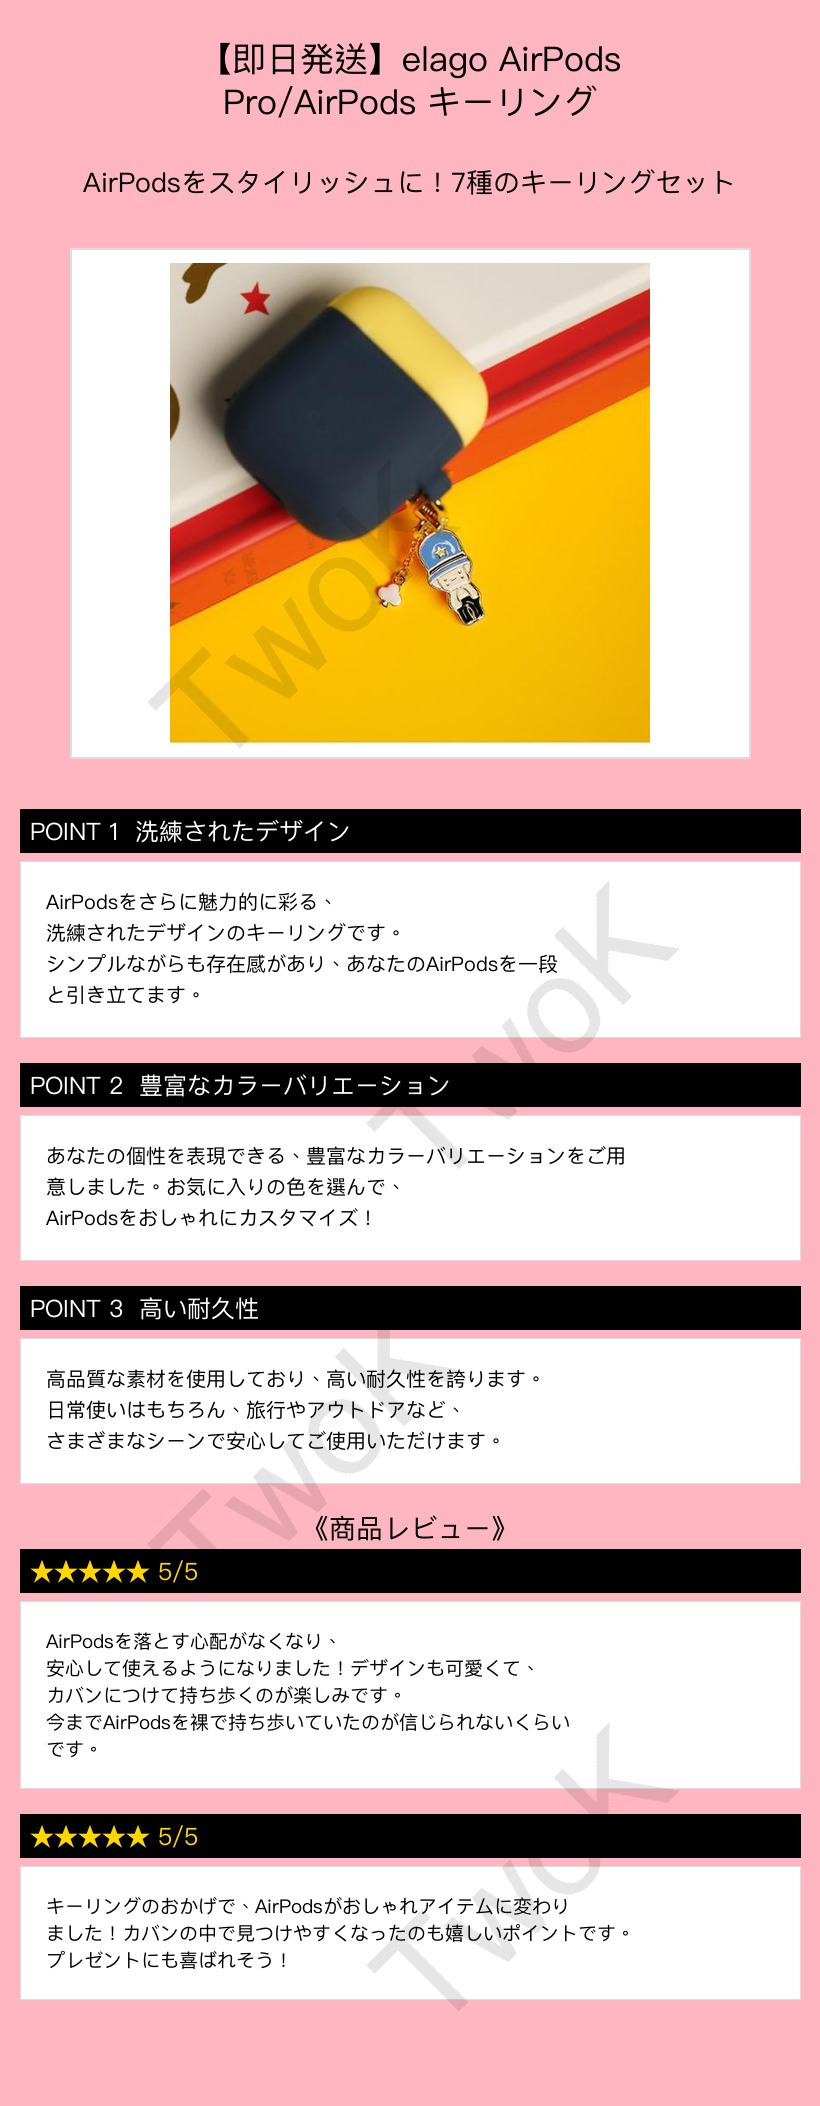 【即日発送】elago AirPods
Pro/AirPods キーリング
AirPodsをスタイリッシュに！7種のキーリングセット
POINT 1 洗練されたデザイン
AirPodsをさらに魅力的に彩る、
洗練されたデザインのキーリングです。
シンプルながらも存在感があり、あなたのAirPodsを一段
と引き立てます。
POINT 2 豊富なカラーバリエーション
あなたの個性を表現できる、豊富なカラーバリエーションをご用
意しました。お気に入りの色を選んで、
AirPodsをおしゃれにカスタマイズ！
POINT 3 高い耐久性
高品質な素材を使用しており、高い耐久性を誇ります。
日常使いはもちろん、旅行やアウトドアなど、
さまざまなシーンで安心してご使用いただけます。
《商品レビュー》
★★★★★ 5/5
AirPodsを落とす心配がなくなり、
安心して使えるようになりました！デザインも可愛くて、
カバンにつけて持ち歩くのが楽しみです。
今までAirPodsを裸で持ち歩いていたのが信じられないくらい
です。
★★★★★ 5/5
キーリングのおかげで、AirPodsがおしゃれアイテムに変わり
ました！カバンの中で見つけやすくなったのも嬉しいポイントです。
プレゼントにも喜ばれそう！
TwoK
TwoK
TwoK
TwoK